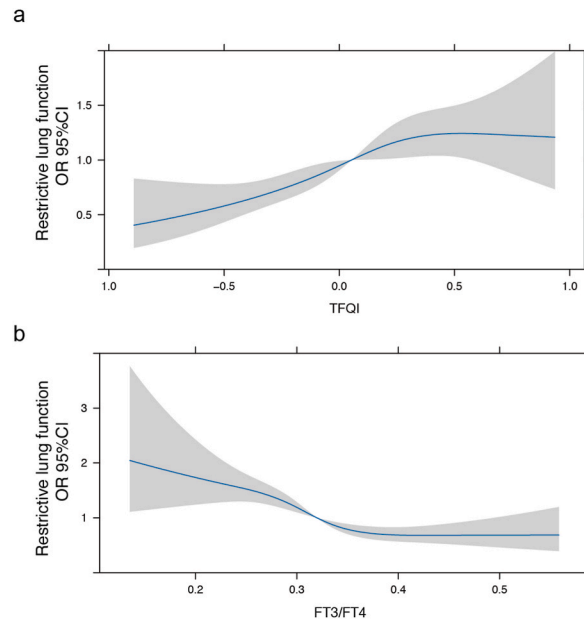 a
Restrictive lung function
OR 95%CI
1.5
1.0
0.5
1.0
−0.5
0.0
0.5
1.0
TFQI
b
Restrictive lung function
OR 95%CI
3
2
1
0.2
0.3
0.4
0.5
FT3/FT4